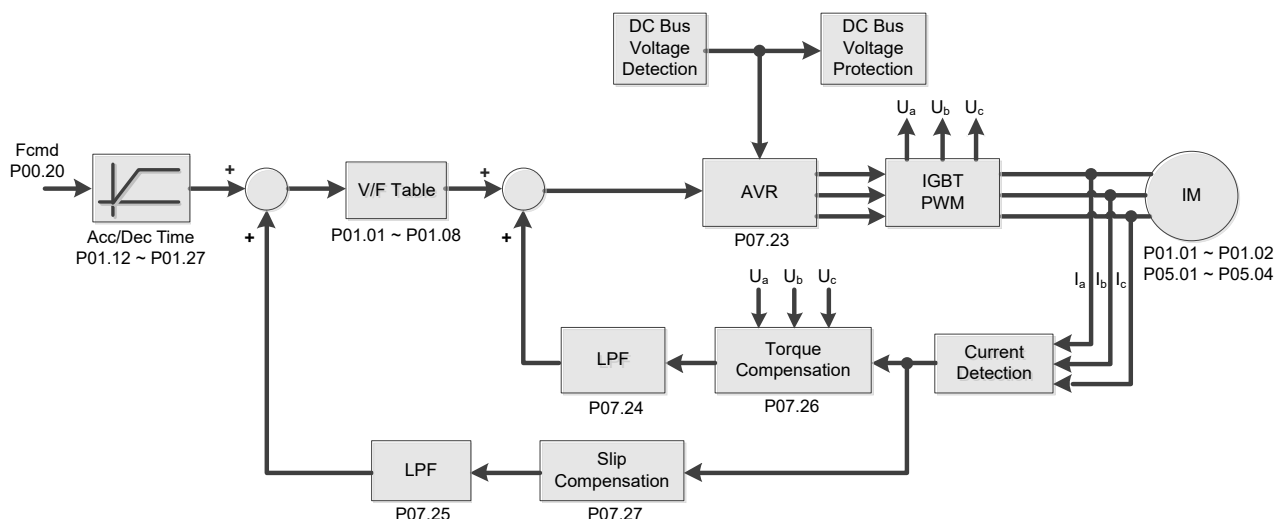 DC Bus
Voltage
Detection
DC Bus
Voltage
Protection
Ua
Ub
Uc
Fcmd
P00.20
+
+
V/F Table
+
+
AVR
IGBT
PWM
IM
Acc/Dec Time
P01.12 ~ P01.27
P01.01 ~ P01.08
P07.23
P01.01 ~ P01.02
P05.01 ~ P05.04
Ia
Ib
Ic
Ua
Ub
Uc
LPF
Torque
Compensation
Current
Detection
P07.24
P07.26
LPF
Slip
Compensation
P07.25
P07.27